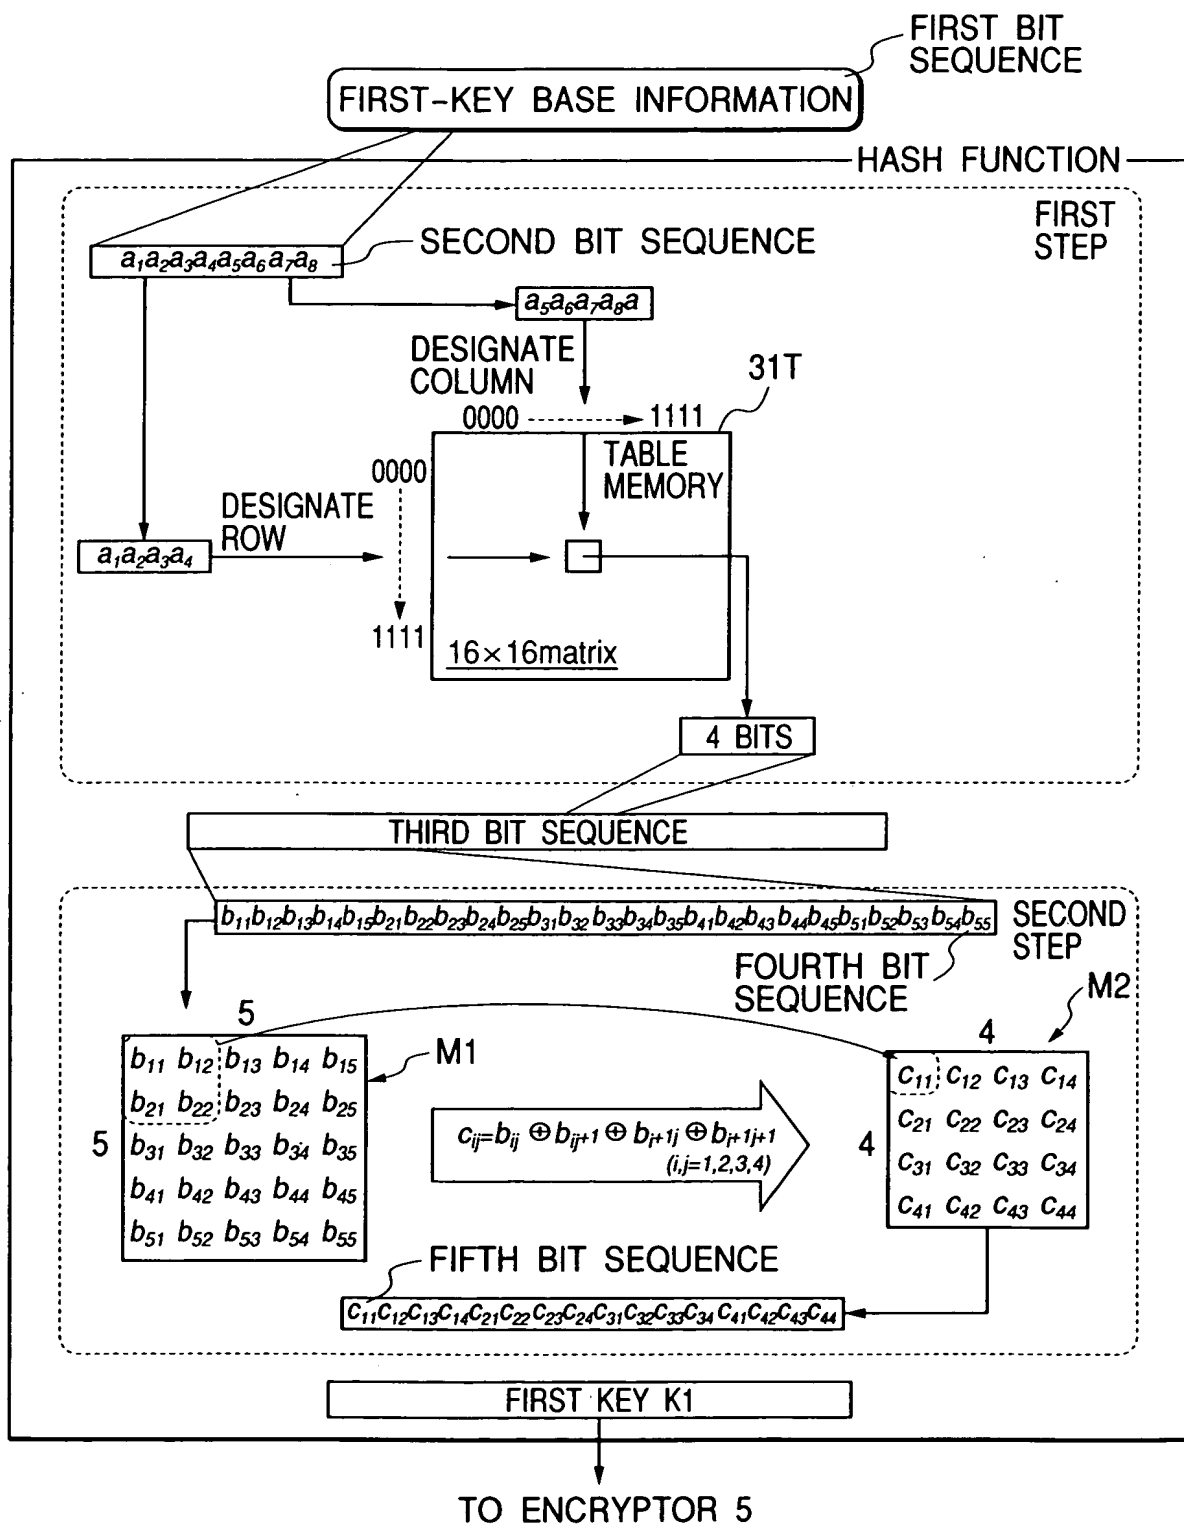 FIRST BIT
SEQUENCE
FIRST-KEY BASE INFORMATION
HASH FUNCTION
FIRST
STEP
SECOND BIT SEQUENCE
a1a2a3a4a5a6a7a8
a5a6a7a8a
DESIGNATE
COLUMN
31T
0000 1111
TABLE
MEMORY
0000
DESIGNATE
ROW
a1a2a3a4
1111
16×16matrix
4 BITS
THIRD BIT SEQUENCE
b11b12b13b14b15b21b22b23b24b25b31b32b33b34b35b41b42b43b44b45b51b52b53b54b55
SECOND
STEP
FOURTH BIT
SEQUENCE
M2
5
4
M1
b11 b12 b13 b14 b15
b21 b22 b23 b24 b25
b31 b32 b33 b34 b35
b41 b42 b43 b44 b45
b51 b52 b53 b54 b55
5
cij=bij ⊕ bij+1 ⊕ bi+1j ⊕ bi+1j+1
(i,j=1,2,3,4)
4
c11 c12 c13 c14
c21 c22 c23 c24
c31 c32 c33 c34
c41 c42 c43 c44
FIFTH BIT SEQUENCE
c11c12c13c14c21c22c23c24c31c32c33c34c41c42c43c44
FIRST KEY K1
TO ENCRYPTOR 5